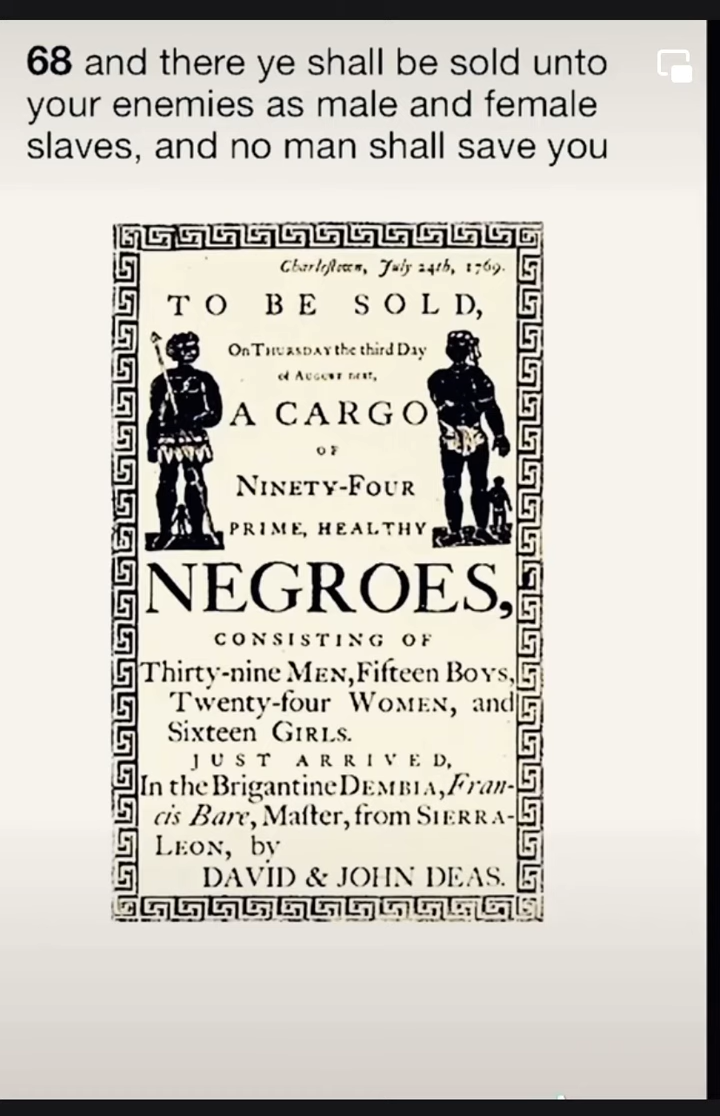 68 and there ye shall be sold unto
your enemies as male and female
slaves, and no man shall save you
Charlestown, July 24th, 1769.
TO BE SOLD,
On THURSDAY the third Day
of AUGUST next,
A CARGO
OF
NINETY-FOUR
PRIME, HEALTHY
NEGROES,
CONSISTING OF
Thirty-nine MEN, Fifteen BOYS,
Twenty-four WOMEN, and
Sixteen GIRLS.
JUST ARRIVED,
In the Brigantine DEMBIA, Fran-
cis Bare, Maſter, from SIERRA-
LEON, by
DAVID & JOHN DEAS.